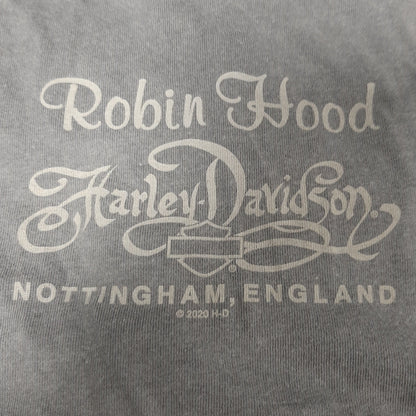 Robin Hood
Harley-Davidson
NOTTINGHAM, ENGLAND
© 2020 H-D